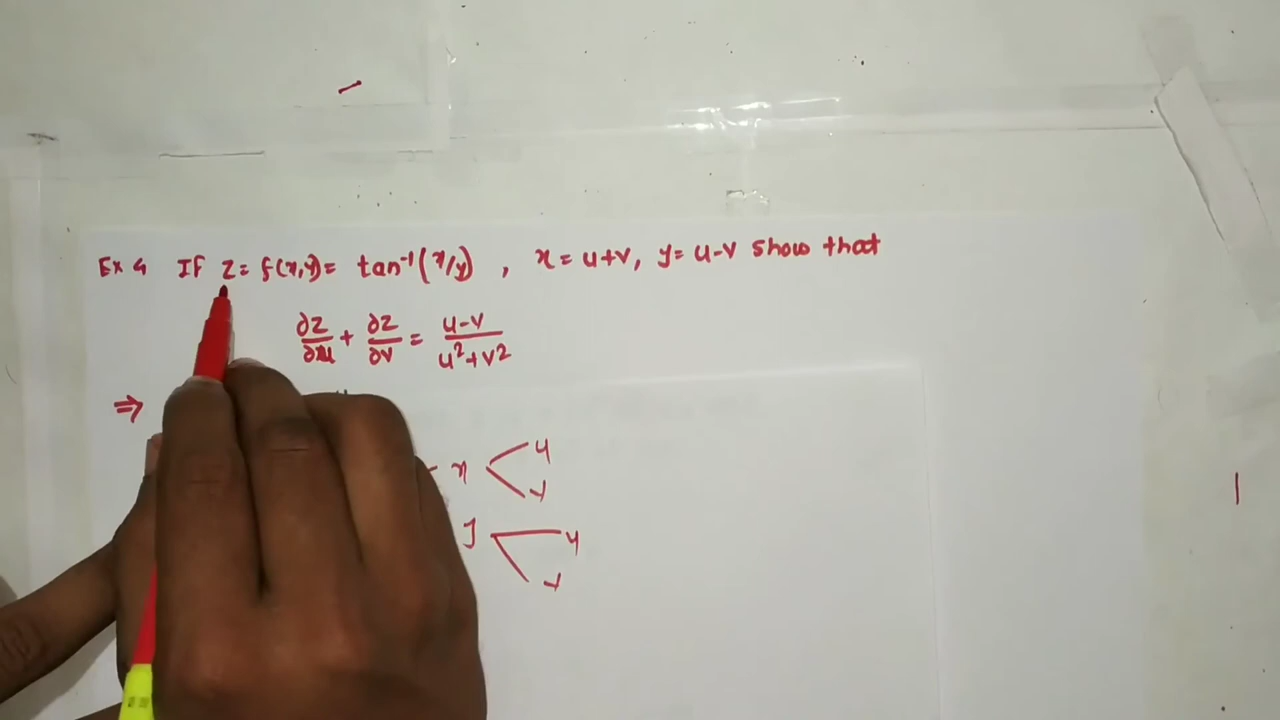 Ex 4 If z = f(x,y) = tan⁻¹(x/y) , x = u+v, y = u-v show that
∂z/∂u + ∂z/∂v = u-v/u²+v²
⇒
x u
v
y u
v